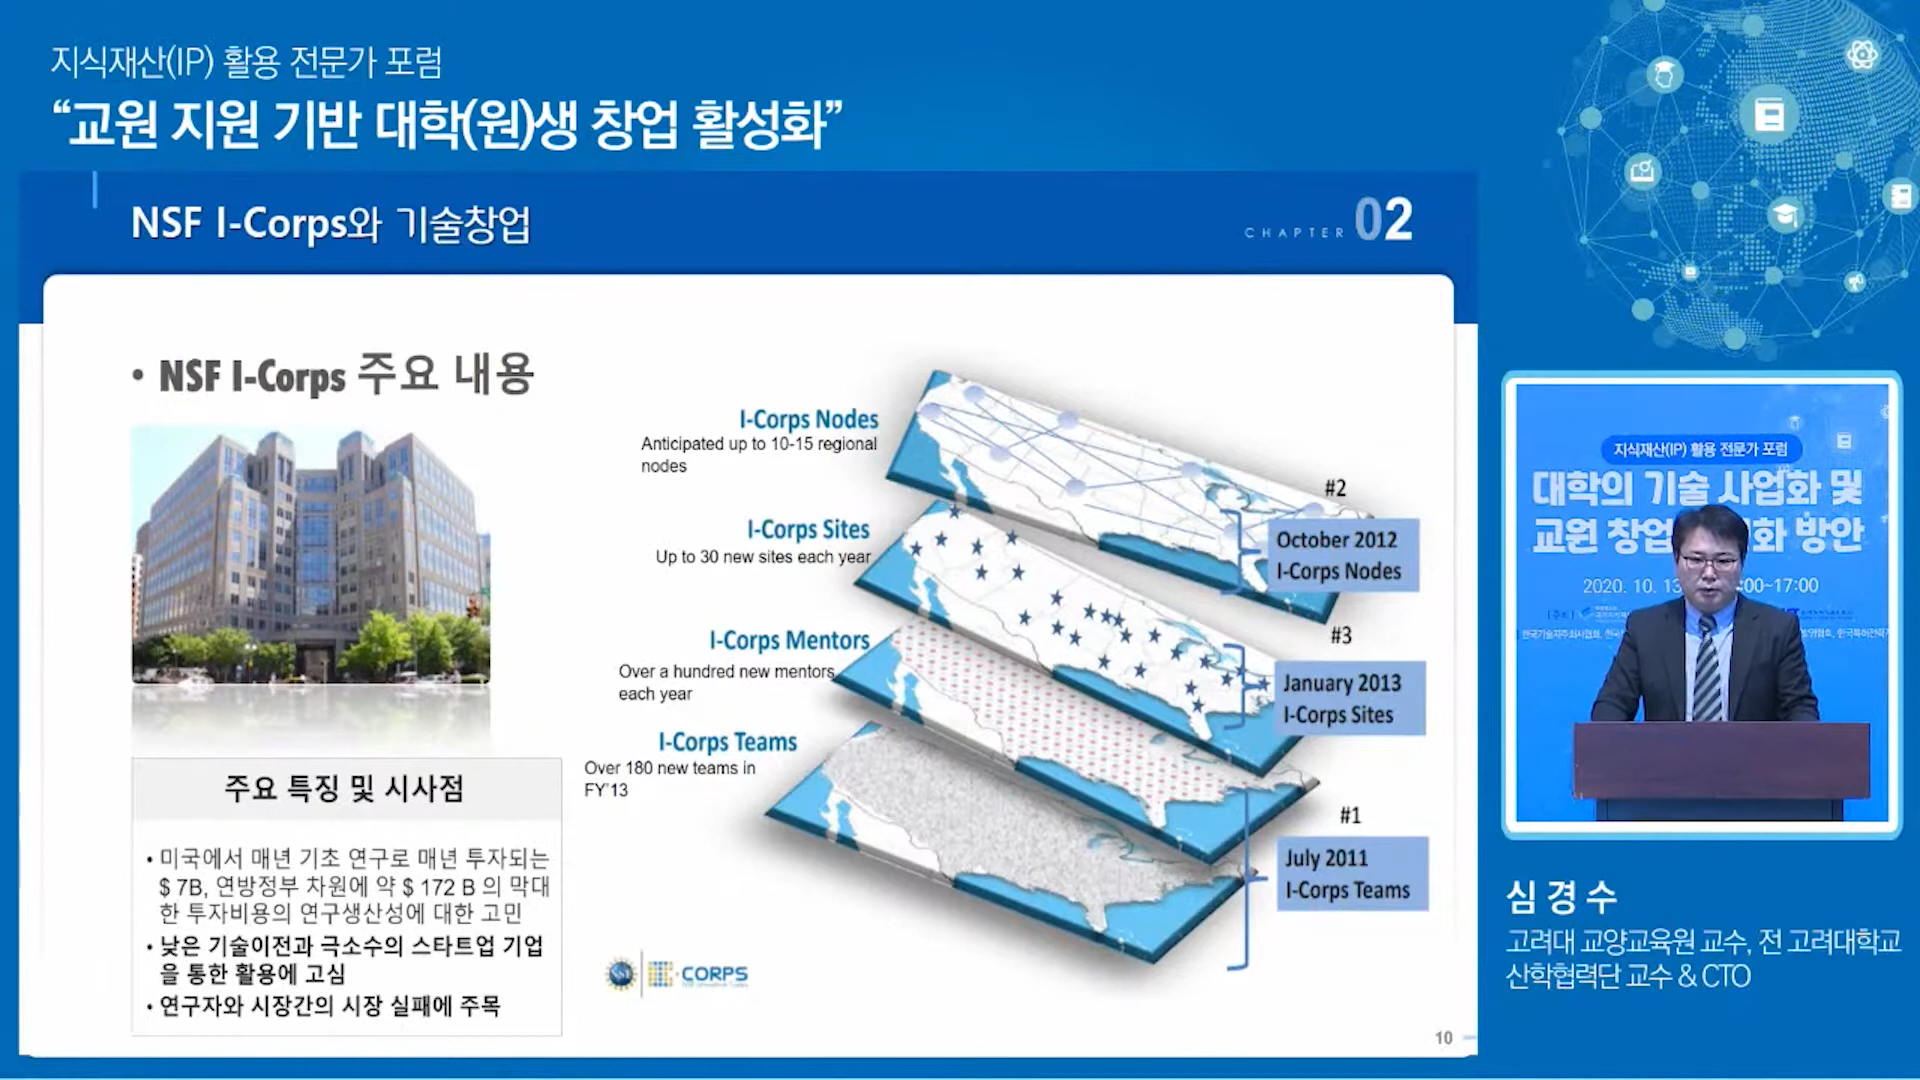 지식재산(IP) 활용 전문가 포럼
“교원 지원 기반 대학(원)생 창업 활성화”
NSF I-Corps와 기술창업
CHAPTER 02
• NSF I-Corps 주요 내용
I-Corps Nodes
Anticipated up to 10-15 regional
nodes
I-Corps Sites
Up to 30 new sites each year
I-Corps Mentors
Over a hundred new mentors
each year
I-Corps Teams
Over 180 new teams in
FY'13
#2
October 2012
I-Corps Nodes
#3
January 2013
I-Corps Sites
#1
July 2011
I-Corps Teams
주요 특징 및 시사점
• 미국에서 매년 기초 연구로 매년 투자되는
$ 7B, 연방정부 차원에 약 $ 172 B 의 막대
한 투자비용의 연구생산성에 대한 고민
• 낮은 기술이전과 극소수의 스타트업 기업
을 통한 활용에 고심
• 연구자와 시장간의 시장 실패에 주목
CORPS
10
지식재산(IP) 활용 전문가 포럼
대학의 기술 사업화 및
교원 창업 화 방안
2020. 10. 13 :00~17:00
심 경 수
고려대 교양교육원 교수, 전 고려대학교
산학협력단 교수 & CTO